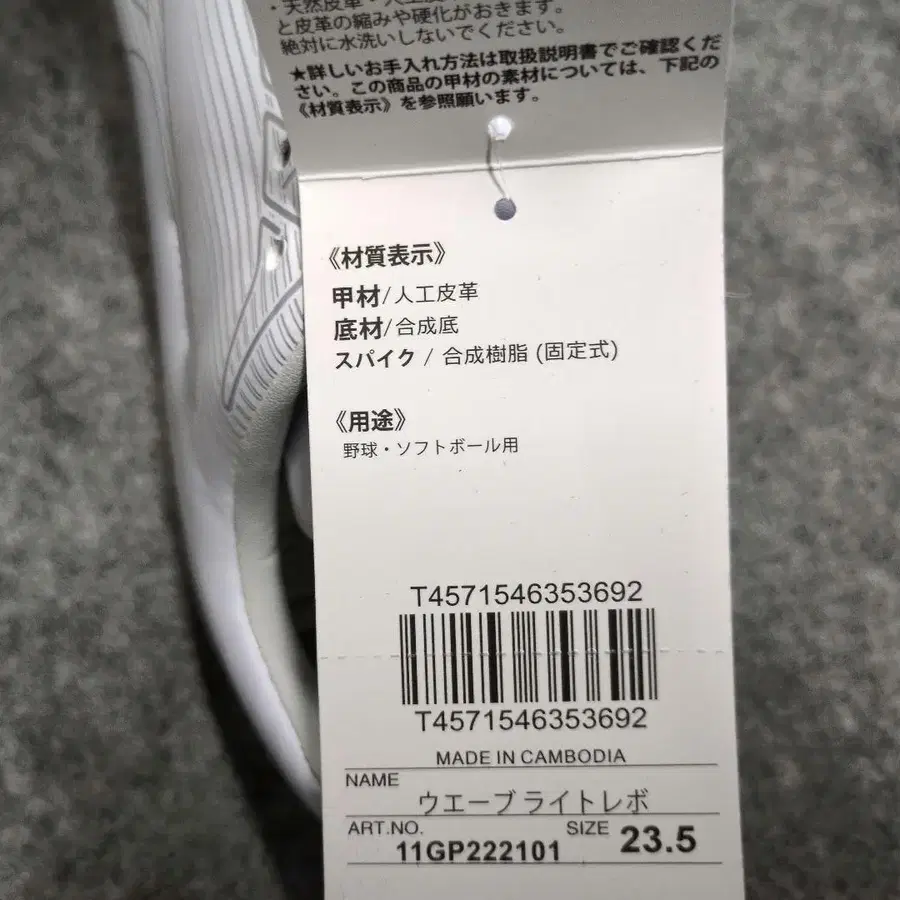 ・天然皮革・人工皮
と皮革の縮みや硬化がおきます。
絶対に水洗いしないでください。
★詳しいお手入れ方法は取扱説明書でご確認くだ
さい。この商品の甲材の素材については、下記の
《材質表示》を参照願います。
《材質表示》
甲材/人工皮革
底材/合成底
スパイク / 合成樹脂 (固定式)
《用途》
野球・ソフトボール用
T4571546353692
T4571546353692
MADE IN CAMBODIA
NAME
ウエーブライトレボ
ART.NO.
11GP222101
SIZE
23.5